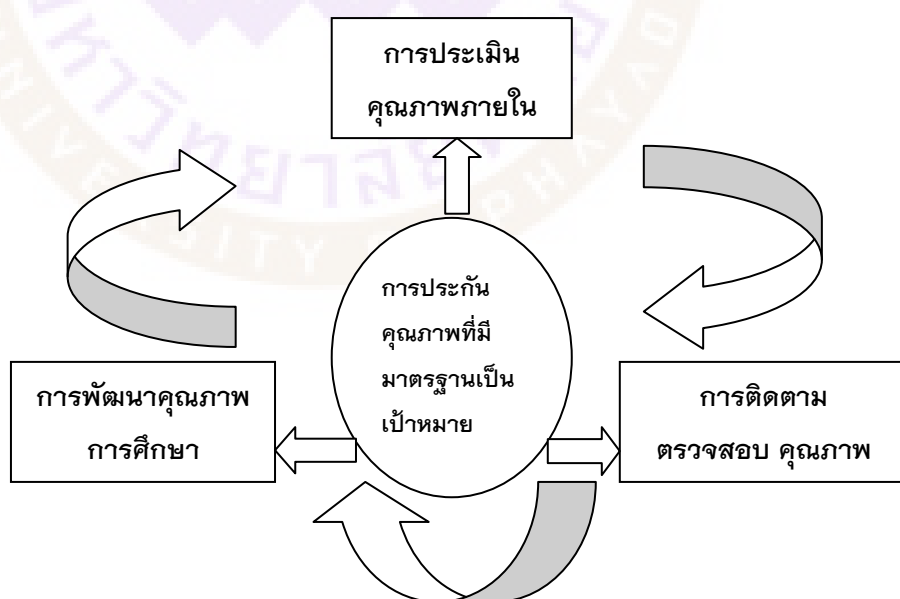 การประเมิน
คุณภาพภายใน
การประกัน
คุณภาพที่มี
มาตรฐานเป็น
เป้าหมาย
การพัฒนาคุณภาพ
การศึกษา
การติดตาม
ตรวจสอบ คุณภาพ